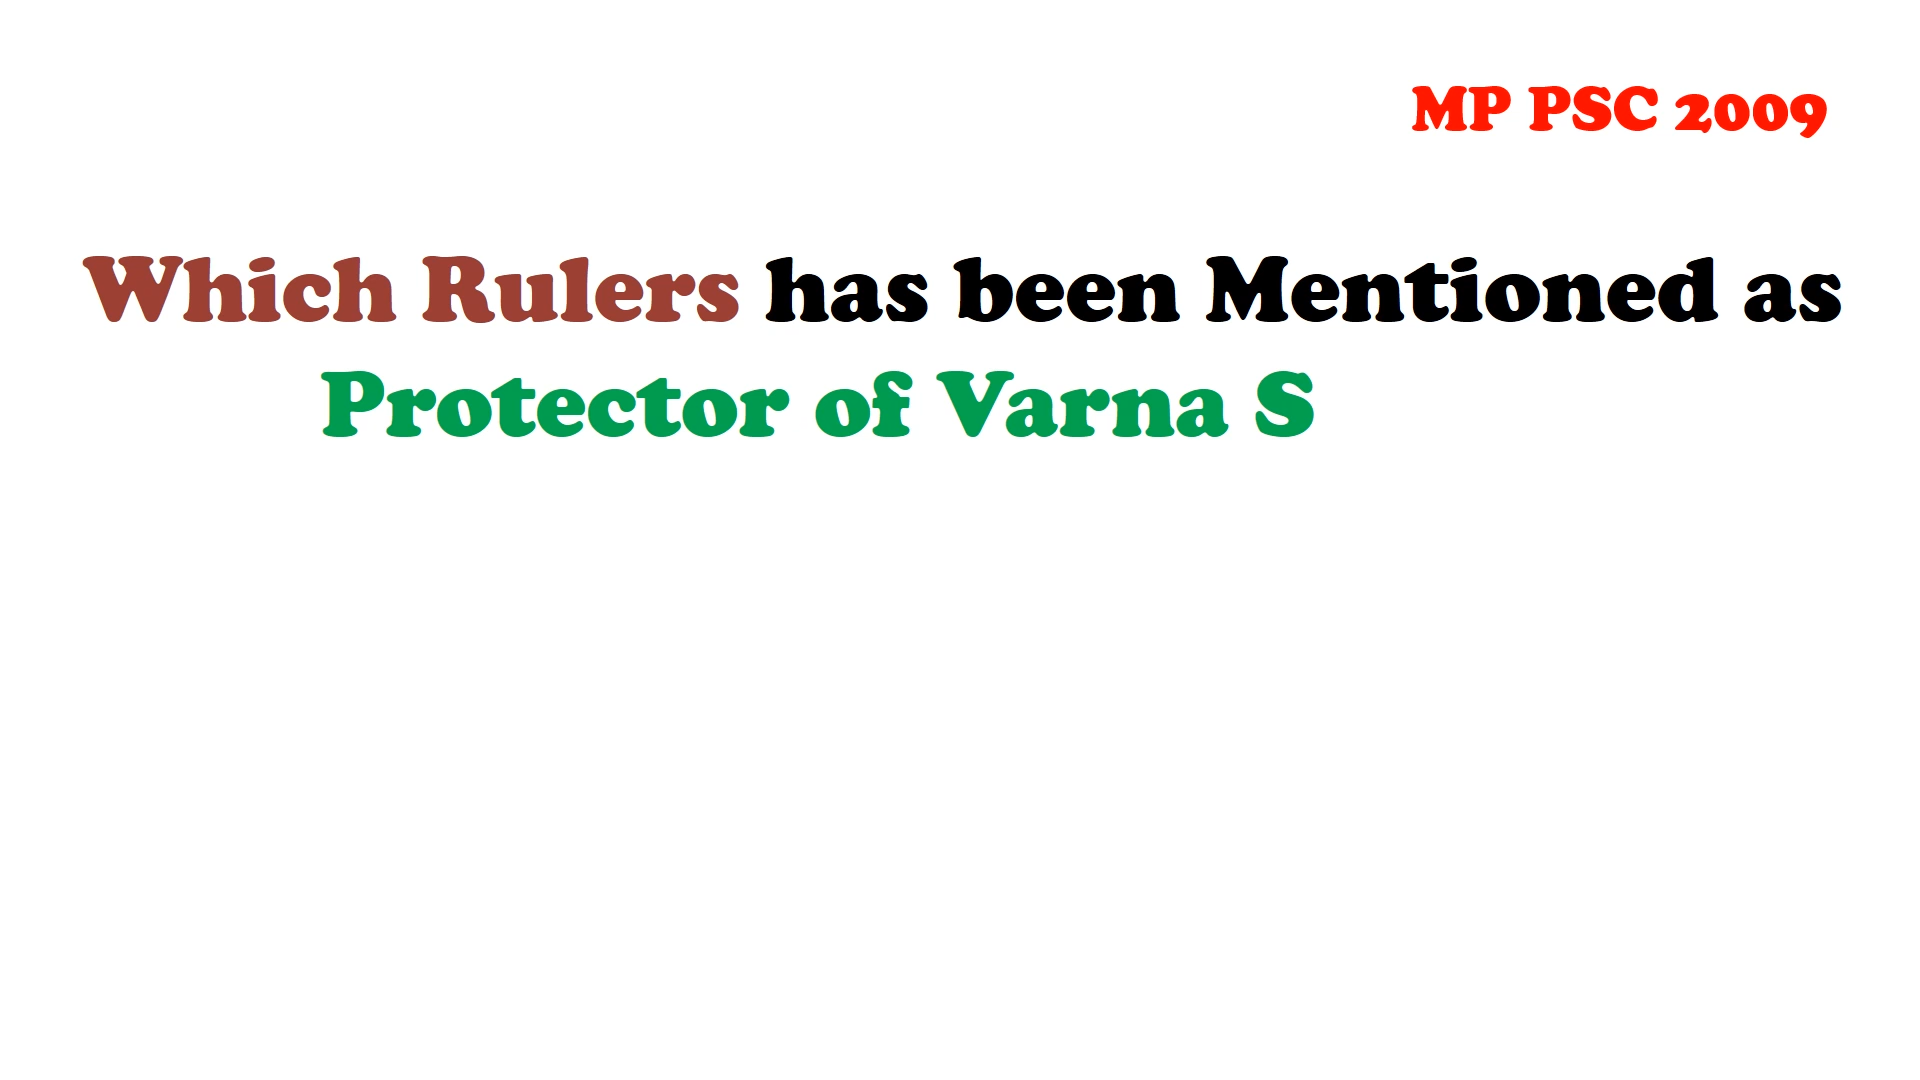 MP PSC 2009
Which Rulers has been Mentioned as
Protector of Varna S